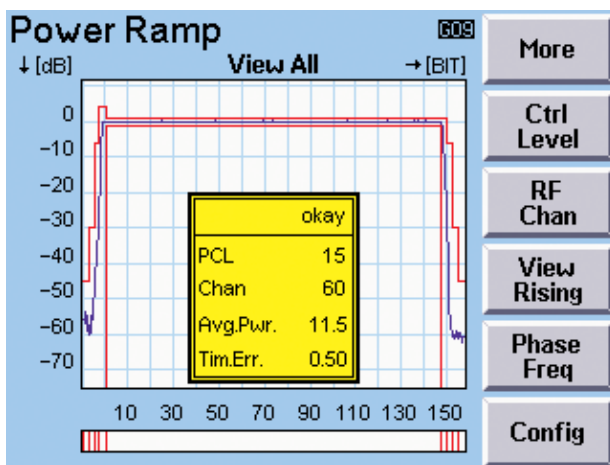 Power Ramp
G09
↓ [dB]
View All
→ [BIT]
0
−10
−20
−30
−40
−50
−60
−70
okay
PCL 15
Chan 60
Avg.Pwr. 11.5
Tim.Err. 0.50
10 30 50 70 90 110 130 150
More
Ctrl
Level
RF
Chan
View
Rising
Phase
Freq
Config